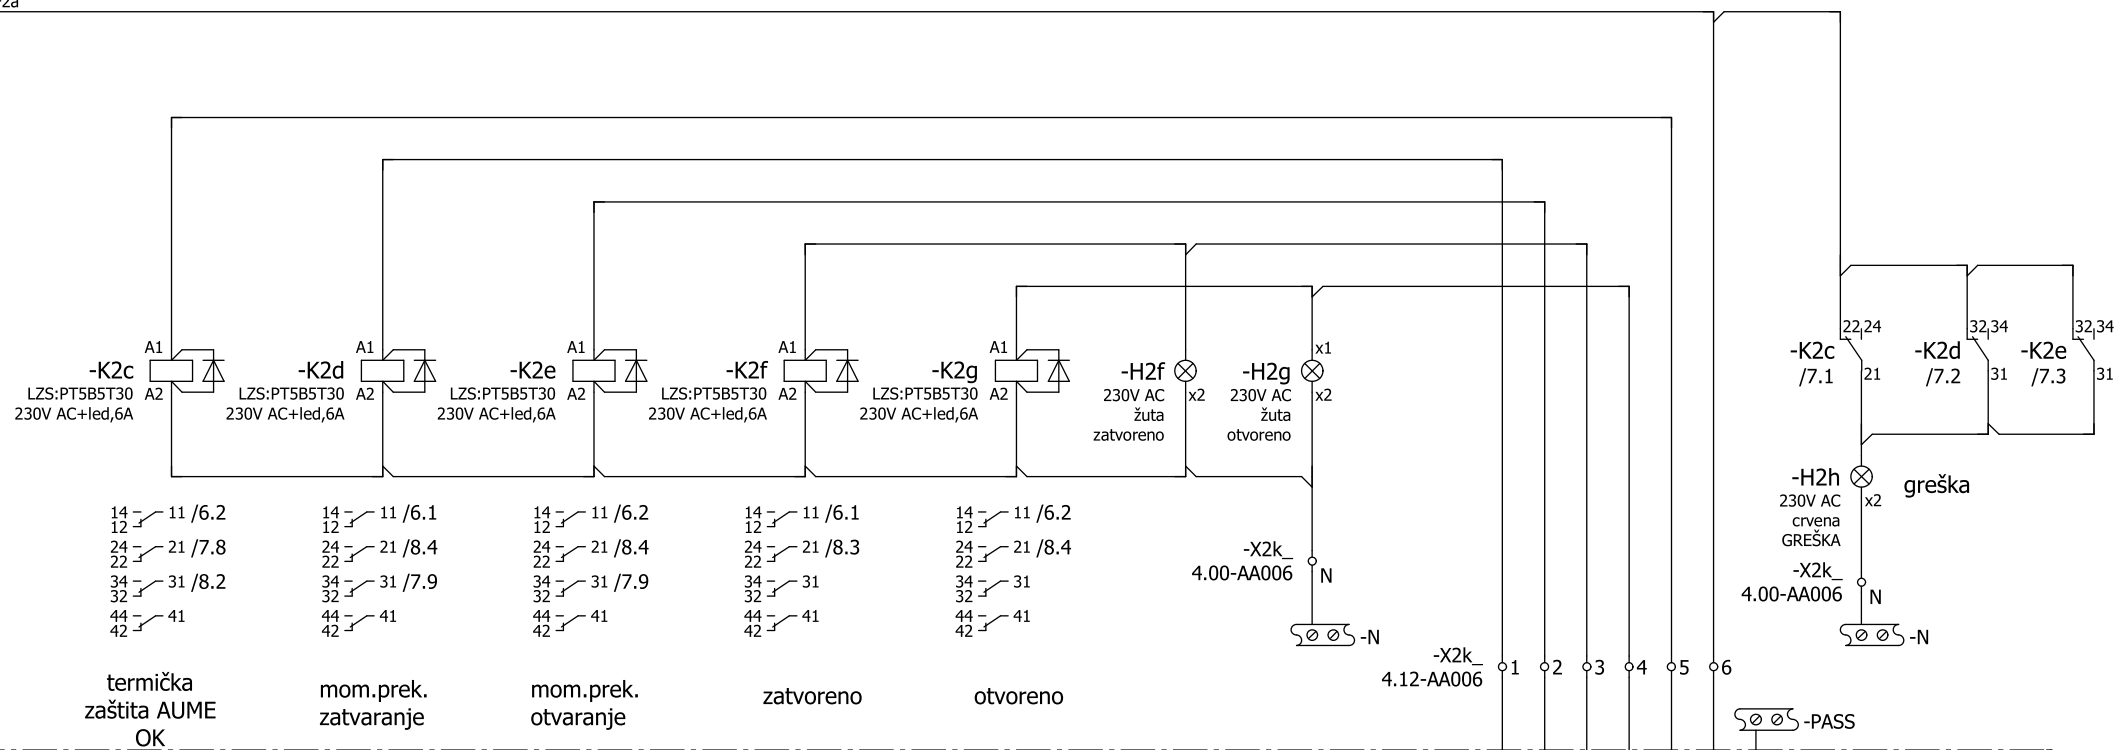 A1
-K2c
LZS:PT5B5T30
A2
230V AC+led,6A
A1
-K2d
LZS:PT5B5T30
A2
230V AC+led,6A
A1
-K2e
LZS:PT5B5T30
A2
230V AC+led,6A
A1
-K2f
LZS:PT5B5T30
A2
230V AC+led,6A
A1
-K2g
LZS:PT5B5T30
A2
230V AC+led,6A
-H2f
230V AC
x2
žuta
zatvoreno
x1
-H2g
230V AC
x2
žuta
otvoreno
22 24
-K2c
/7.1
21
32 34
-K2d
/7.2
31
32 34
-K2e
/7.3
31
-H2h
230V AC
x2
crvena
GREŠKA
greška
14 11 /6.2
12
24 21 /7.8
22
34 31 /8.2
32
44 41
42
14 11 /6.1
12
24 21 /8.4
22
34 31 /7.9
32
44 41
42
14 11 /6.2
12
24 21 /8.4
22
34 31 /7.9
32
44 41
42
14 11 /6.1
12
24 21 /8.3
22
34 31
32
44 41
42
14 11 /6.2
12
24 21 /8.4
22
34 31
32
44 41
42
-X2k_
4.00-AA006
N
-N
-X2k_
4.00-AA006
N
-N
-X2k_
4.12-AA006
1 2 3 4 5 6
-PASS
termička
zaštita AUME
OK
mom.prek.
zatvaranje
mom.prek.
otvaranje
zatvoreno
otvoreno